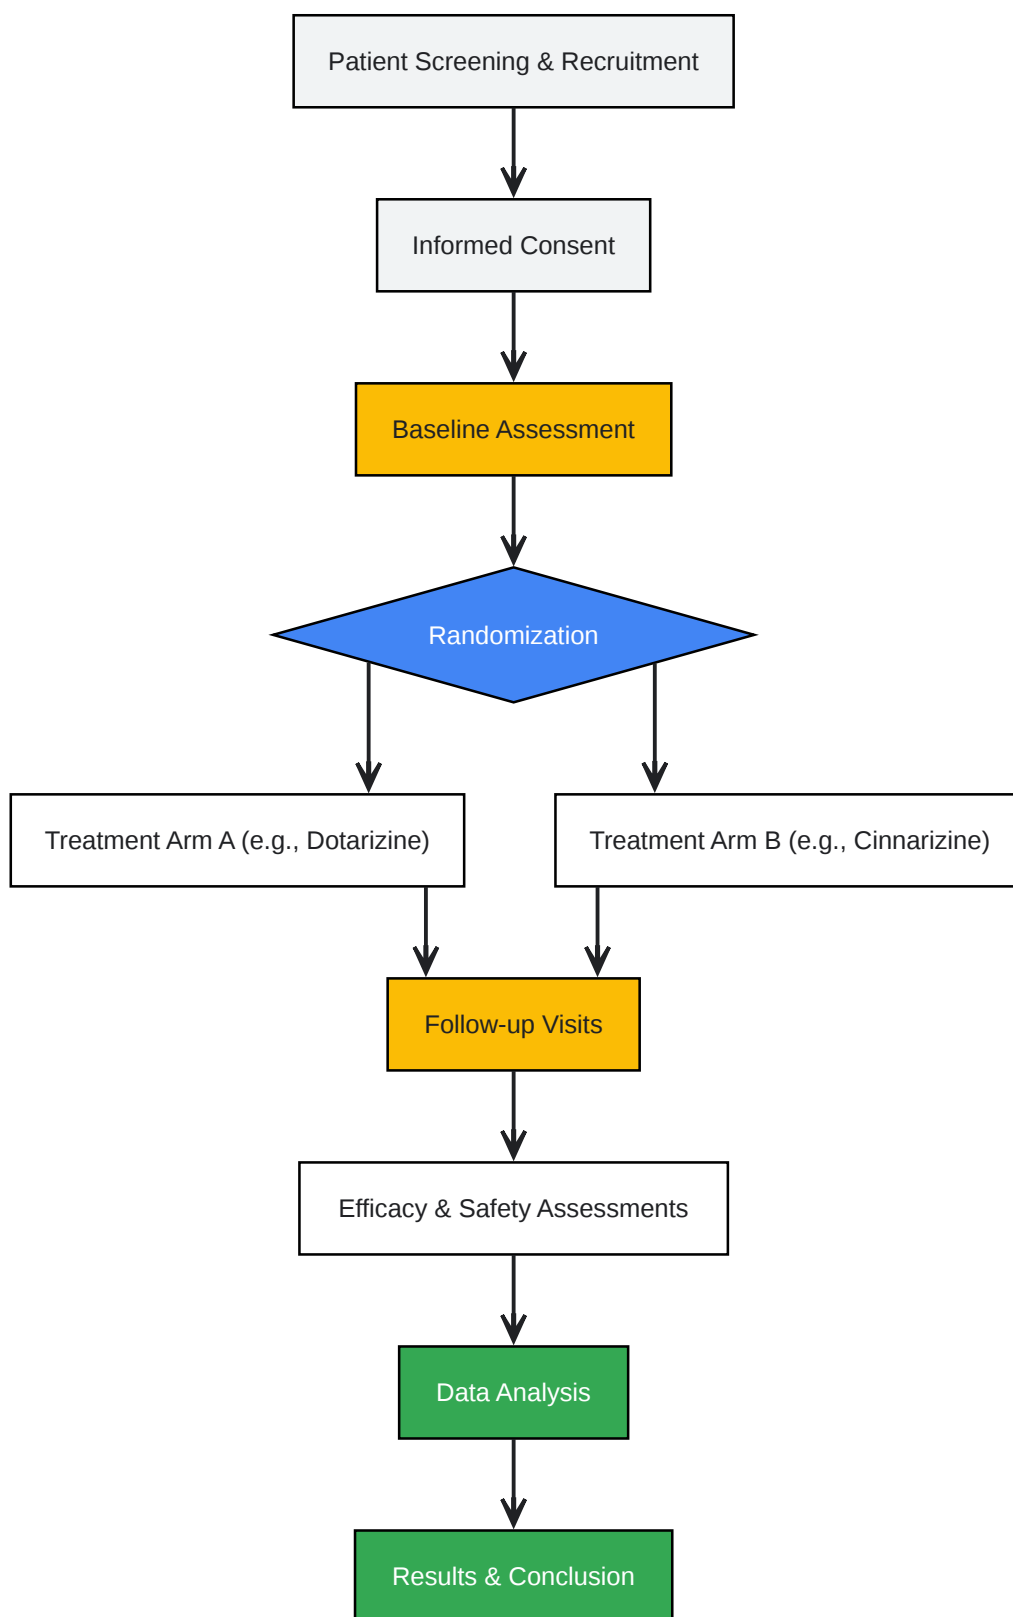 Patient Screening & Recruitment
Informed Consent
Baseline Assessment
Randomization
Treatment Arm A (e.g., Dotarizine)
Treatment Arm B (e.g., Cinnarizine)
Follow-up Visits
Efficacy & Safety Assessments
Data Analysis
Results & Conclusion